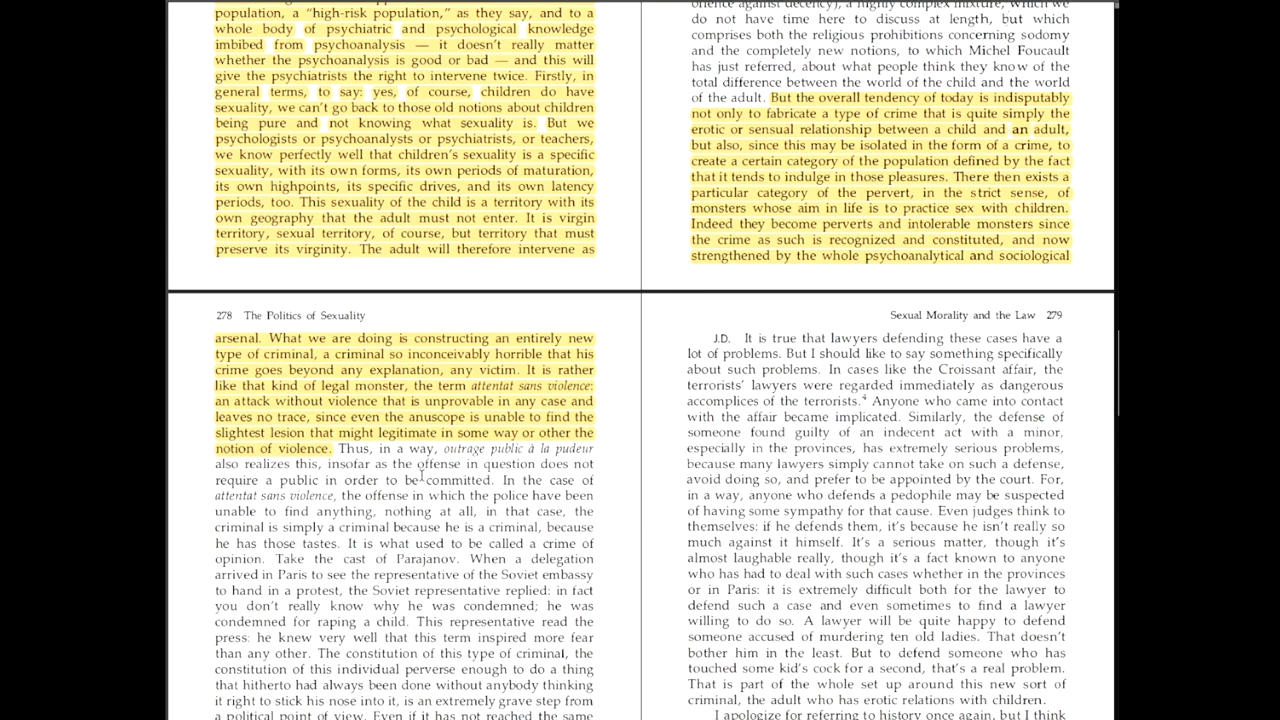 population, a “high-risk population,” as they say, and to a
whole body of psychiatric and psychological knowledge
imbibed from psychoanalysis — it doesn’t really matter
whether the psychoanalysis is good or bad — and this will
give the psychiatrists the right to intervene twice. Firstly, in
general terms, to say: yes, of course, children do have
sexuality, we can’t go back to those old notions about children
being pure and not knowing what sexuality is. But we
psychologists or psychoanalysts or psychiatrists, or teachers,
we know perfectly well that children’s sexuality is a specific
sexuality, with its own forms, its own periods of maturation,
its own highpoints, its specific drives, and its own latency
periods, too. This sexuality of the child is a territory with its
own geography that the adult must not enter. It is virgin
territory, sexual territory, of course, but territory that must
preserve its virginity. The adult will therefore intervene as
offence against decency), a highly complex mixture, which we
do not have time here to discuss at length, but which
comprises both the religious prohibitions concerning sodomy
and the completely new notions, to which Michel Foucault
has just referred, about what people think they know of the
total difference between the world of the child and the world
of the adult. But the overall tendency of today is indisputably
not only to fabricate a type of crime that is quite simply the
erotic or sensual relationship between a child and an adult,
but also, since this may be isolated in the form of a crime, to
create a certain category of the population defined by the fact
that it tends to indulge in those pleasures. There then exists a
particular category of the pervert, in the strict sense, of
monsters whose aim in life is to practice sex with children.
Indeed they become perverts and intolerable monsters since
the crime as such is recognized and constituted, and now
strengthened by the whole psychoanalytical and sociological
278 The Politics of Sexuality
arsenal. What we are doing is constructing an entirely new
type of criminal, a criminal so inconceivably horrible that his
crime goes beyond any explanation, any victim. It is rather
like that kind of legal monster, the term attentat sans violence:
an attack without violence that is unprovable in any case and
leaves no trace, since even the anuscope is unable to find the
slightest lesion that might legitimate in some way or other the
notion of violence. Thus, in a way, outrage public à la pudeur
also realizes this, insofar as the offense in question does not
require a public in order to be committed. In the case of
attentat sans violence, the offense in which the police have been
unable to find anything, nothing at all, in that case, the
criminal is simply a criminal because he is a criminal, because
he has those tastes. It is what used to be called a crime of
opinion. Take the cast of Parajanov. When a delegation
arrived in Paris to see the representative of the Soviet embassy
to hand in a protest, the Soviet representative replied: in fact
you don’t really know why he was condemned; he was
condemned for raping a child. This representative read the
press: he knew very well that this term inspired more fear
than any other. The constitution of this type of criminal, the
constitution of this individual perverse enough to do a thing
that hitherto had always been done without anybody thinking
it right to stick his nose into it, is an extremely grave step from
a political point of view. Even if it has not reached the same
Sexual Morality and the Law 279
J.D. It is true that lawyers defending these cases have a
lot of problems. But I should like to say something specifically
about such problems. In cases like the Croissant affair, the
terrorists’ lawyers were regarded immediately as dangerous
accomplices of the terrorists.4 Anyone who came into contact
with the affair became implicated. Similarly, the defense of
someone found guilty of an indecent act with a minor,
especially in the provinces, has extremely serious problems,
because many lawyers simply cannot take on such a defense,
avoid doing so, and prefer to be appointed by the court. For,
in a way, anyone who defends a pedophile may be suspected
of having some sympathy for that cause. Even judges think to
themselves: if he defends them, it’s because he isn’t really so
much against it himself. It’s a serious matter, though it’s
almost laughable really, though it’s a fact known to anyone
who has had to deal with such cases whether in the provinces
or in Paris: it is extremely difficult both for the lawyer to
defend such a case and even sometimes to find a lawyer
willing to do so. A lawyer will be quite happy to defend
someone accused of murdering ten old ladies. That doesn’t
bother him in the least. But to defend someone who has
touched some kid’s cock for a second, that’s a real problem.
That is part of the whole set up around this new sort of
criminal, the adult who has erotic relations with children.
I apologize for referring to history once again, but I think